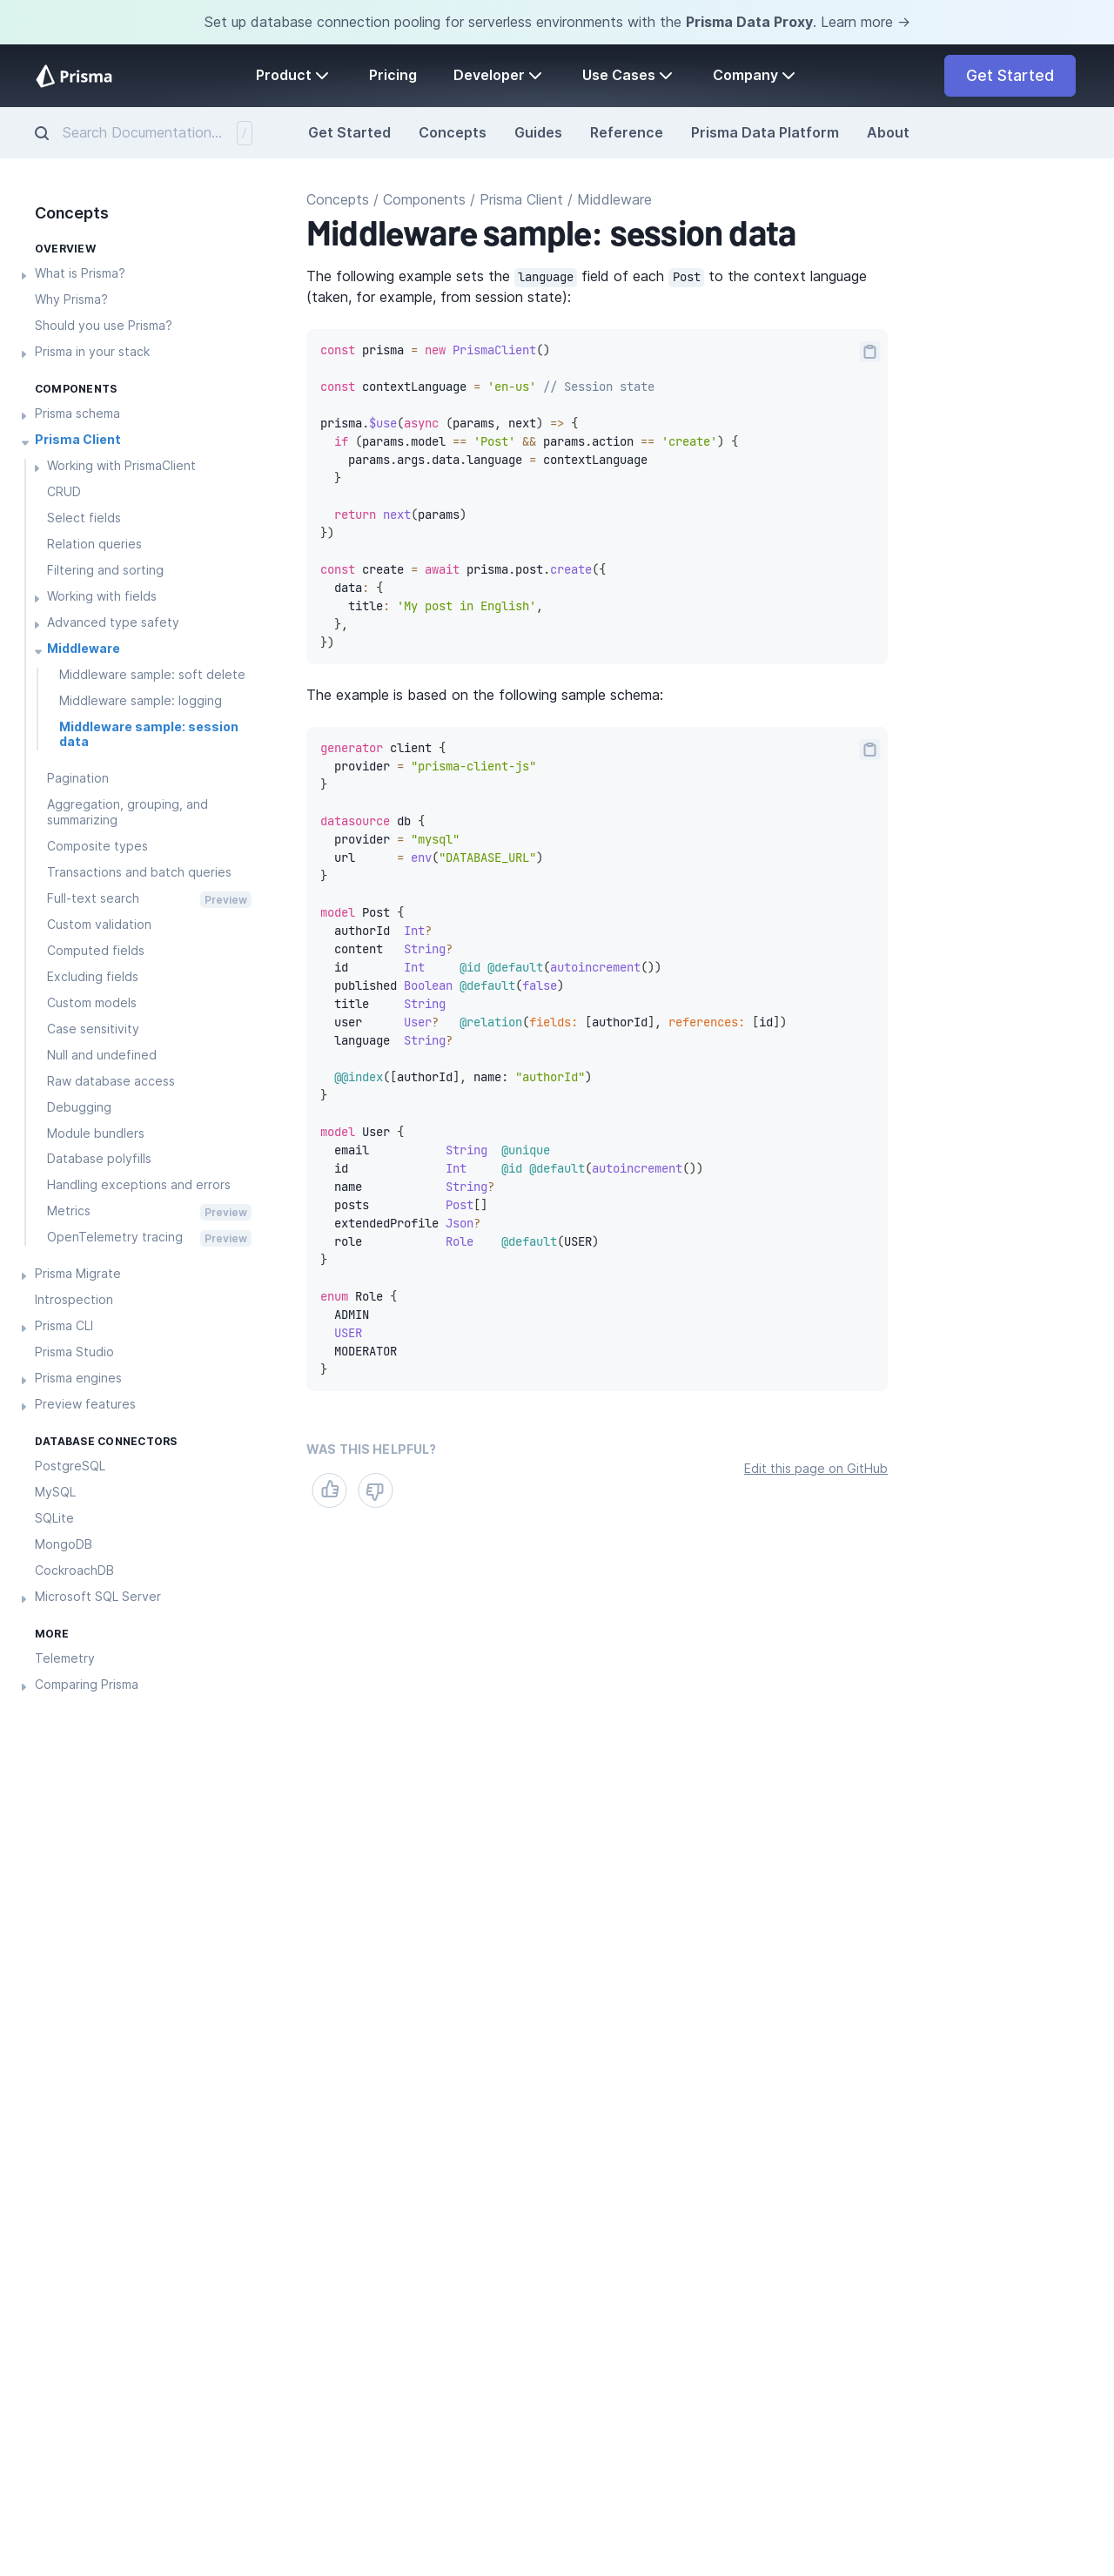 Set up database connection pooling for serverless environments with the Prisma Data Proxy. Learn more →
Prisma
Product
Pricing
Developer
Use Cases
Company
Get Started
Search Documentation...
/
Get Started
Concepts
Guides
Reference
Prisma Data Platform
About
Concepts
OVERVIEW
What is Prisma?
Why Prisma?
Should you use Prisma?
Prisma in your stack
COMPONENTS
Prisma schema
Prisma Client
Working with PrismaClient
CRUD
Select fields
Relation queries
Filtering and sorting
Working with fields
Advanced type safety
Middleware
Middleware sample: soft delete
Middleware sample: logging
Middleware sample: session
data
Pagination
Aggregation, grouping, and
summarizing
Composite types
Transactions and batch queries
Full-text search Preview
Custom validation
Computed fields
Excluding fields
Custom models
Case sensitivity
Null and undefined
Raw database access
Debugging
Module bundlers
Database polyfills
Handling exceptions and errors
Metrics Preview
OpenTelemetry tracing Preview
Prisma Migrate
Introspection
Prisma CLI
Prisma Studio
Prisma engines
Preview features
DATABASE CONNECTORS
PostgreSQL
MySQL
SQLite
MongoDB
CockroachDB
Microsoft SQL Server
MORE
Telemetry
Comparing Prisma
Concepts / Components / Prisma Client / Middleware
Middleware sample: session data
The following example sets the language field of each Post to the context language
(taken, for example, from session state):
const prisma = new PrismaClient()
const contextLanguage = 'en-us' // Session state
prisma.$use(async (params, next) => {
  if (params.model == 'Post' && params.action == 'create') {
    params.args.data.language = contextLanguage
  }
  return next(params)
})
const create = await prisma.post.create({
  data: {
    title: 'My post in English',
  },
})
The example is based on the following sample schema:
generator client {
  provider = "prisma-client-js"
}
datasource db {
  provider = "mysql"
  url      = env("DATABASE_URL")
}
model Post {
  authorId  Int?
  content   String?
  id        Int     @id @default(autoincrement())
  published Boolean @default(false)
  title     String
  user      User?   @relation(fields: [authorId], references: [id])
  language  String?
  @@index([authorId], name: "authorId")
}
model User {
  email           String  @unique
  id              Int     @id @default(autoincrement())
  name            String?
  posts           Post[]
  extendedProfile Json?
  role            Role    @default(USER)
}
enum Role {
  ADMIN
  USER
  MODERATOR
}
WAS THIS HELPFUL?
Edit this page on GitHub